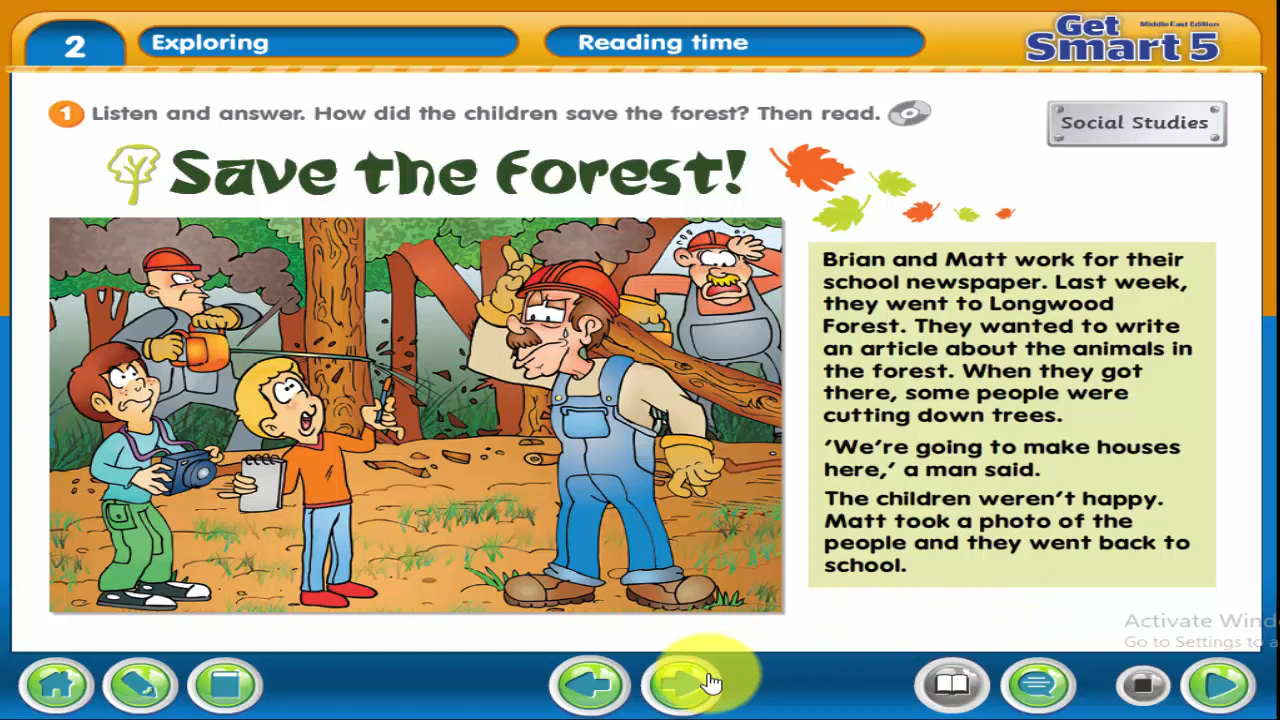 2
Exploring
Reading time
Get
Middle East Edition
Smart 5
1 Listen and answer. How did the children save the forest? Then read.
Social Studies
Save the forest!
Brian and Matt work for their
school newspaper. Last week,
they went to Longwood
Forest. They wanted to write
an article about the animals in
the forest. When they got
there, some people were
cutting down trees.
‘We’re going to make houses
here,’ a man said.
The children weren’t happy.
Matt took a photo of the
people and they went back to
school.
Activate Wind
Go to Settings to a